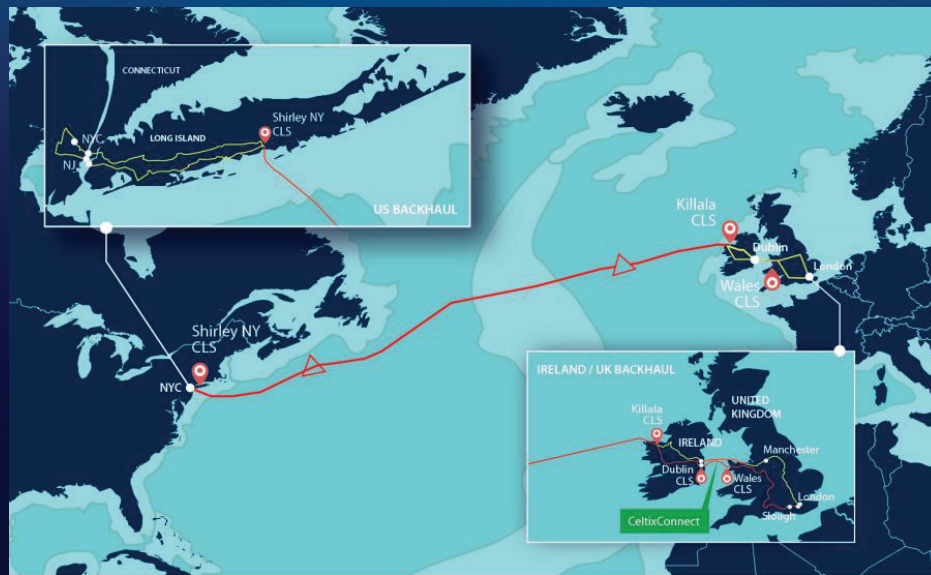 CONNECTICUT
Shirley NY
CLS
NYC
LONG ISLAND
NJ
US BACKHAUL
Killala
CLS
Dublin
London
Wales
CLS
Shirley NY
CLS
NYC
IRELAND / UK BACKHAUL
UNITED
KINGDOM
Killala
CLS
IRELAND
Manchester
Dublin
CLS
Wales
CLS
London
Slough
CeltixConnect